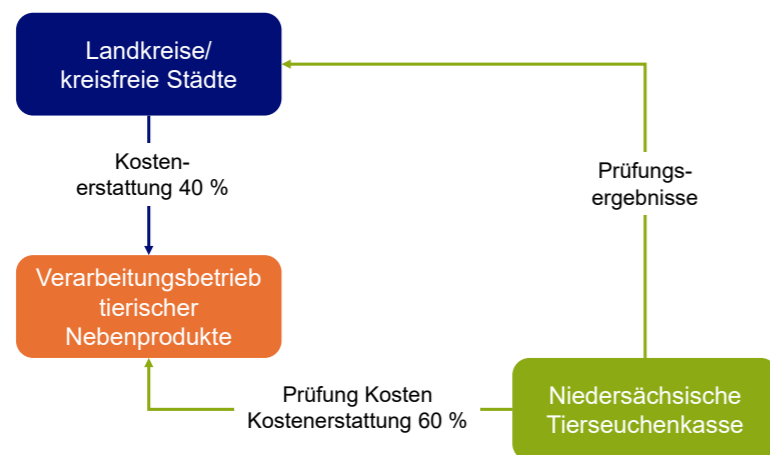 Landkreise/
kreisfreie Städte
Kosten-
erstattung 40 %
Prüfungs-
ergebnisse
Verarbeitungsbetrieb
tierischer
Nebenprodukte
Prüfung Kosten
Kostenerstattung 60 %
Niedersächsische
Tierseuchenkasse